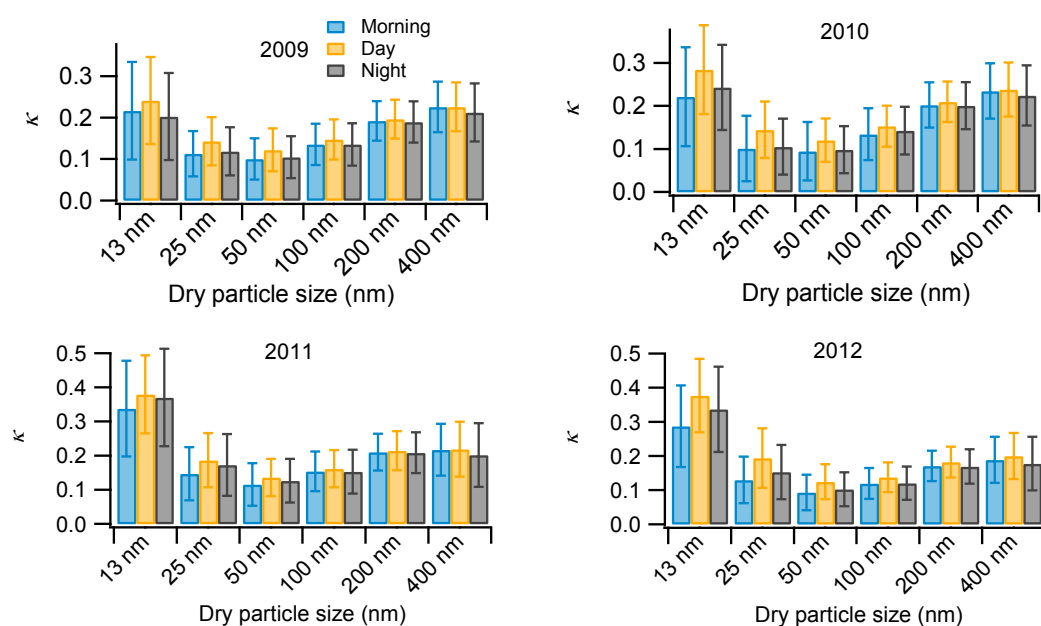 2009
Morning
Day
Night
κ
0.3
0.2
0.1
0.0
13 nm
25 nm
50 nm
100 nm
200 nm
400 nm
Dry particle size (nm)
2010
κ
0.3
0.2
0.1
0.0
13 nm
25 nm
50 nm
100 nm
200 nm
400 nm
Dry particle size (nm)
2011
κ
0.5
0.4
0.3
0.2
0.1
0.0
13 nm
25 nm
50 nm
100 nm
200 nm
400 nm
Dry particle size (nm)
2012
κ
0.5
0.4
0.3
0.2
0.1
0.0
13 nm
25 nm
50 nm
100 nm
200 nm
400 nm
Dry particle size (nm)